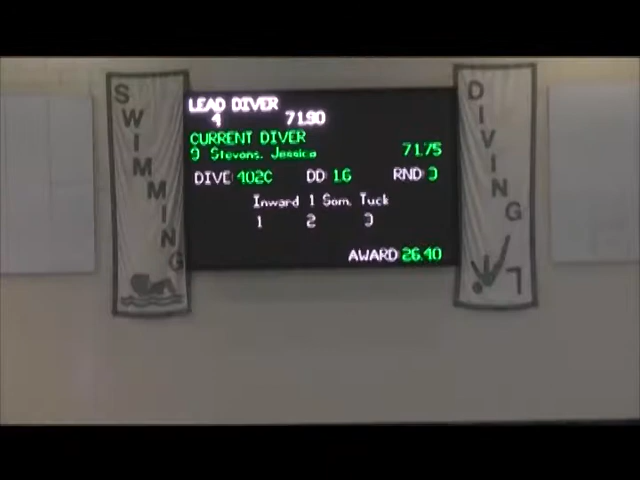 SWIMMING
LEAD DIVER
4 71.90
CURRENT DIVER
9 Stevens, Jessica 71.75
DIVE 402C DD 1.6 RND 3
Inward 1 Som. Tuck
1 2 3
AWARD 26.40
DIVING